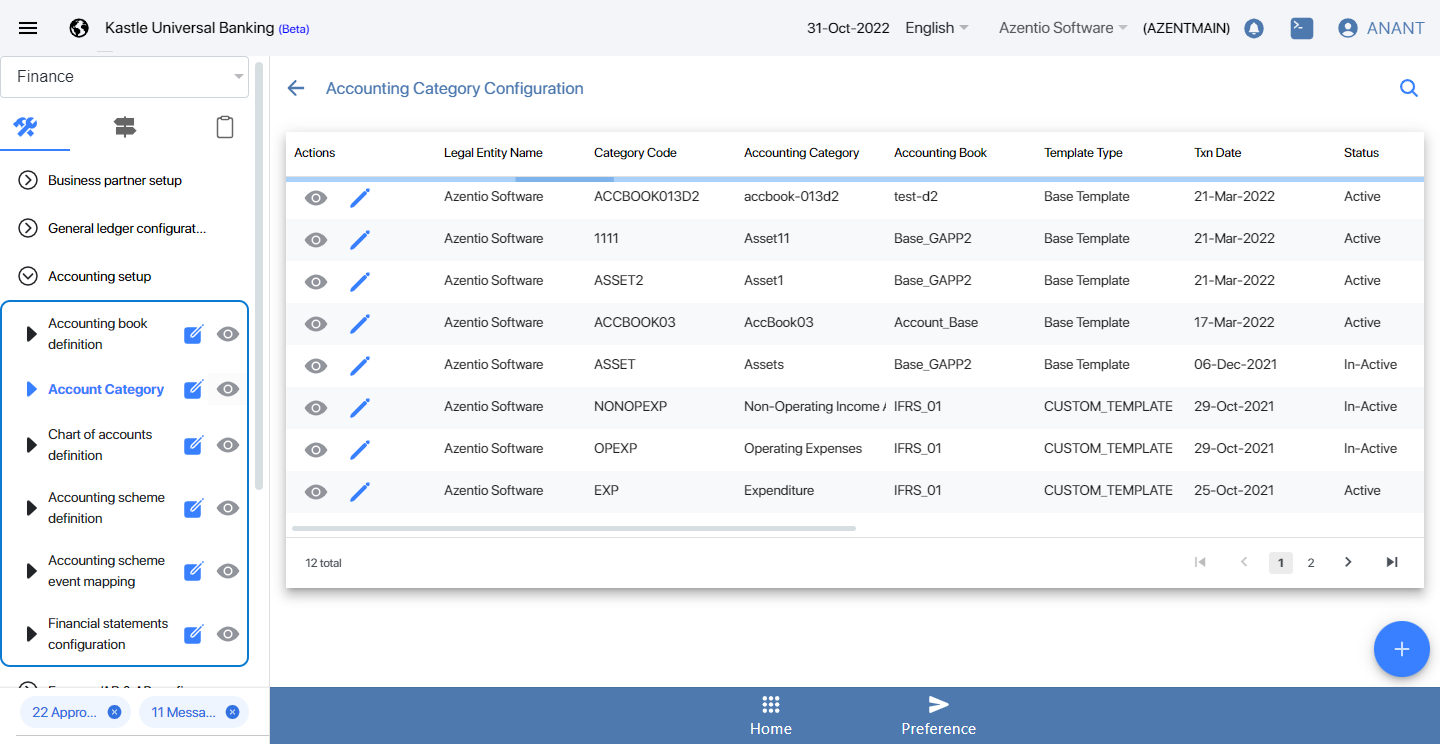 Kastle Universal Banking (Beta)
31-Oct-2022
English
Azentio Software
(AZENTMAIN)
ANANT
Finance
Business partner setup
General ledger configurat...
Accounting setup
Accounting book
definition
Account Category
Chart of accounts
definition
Accounting scheme
definition
Accounting scheme
event mapping
Financial statements
configuration
22 Appro...
11 Messa...
Accounting Category Configuration
Actions Legal Entity Name Category Code Accounting Category Accounting Book Template Type Txn Date Status
Azentio Software ACCBOOK013D2 accbook-013d2 test-d2 Base Template 21-Mar-2022 Active
Azentio Software 1111 Asset11 Base_GAPP2 Base Template 21-Mar-2022 Active
Azentio Software ASSET2 Asset1 Base_GAPP2 Base Template 21-Mar-2022 Active
Azentio Software ACCBOOK03 AccBook03 Account_Base Base Template 17-Mar-2022 Active
Azentio Software ASSET Assets Base_GAPP2 Base Template 06-Dec-2021 In-Active
Azentio Software NONOPEXP Non-Operating Income IFRS_01 CUSTOM_TEMPLATE 29-Oct-2021 In-Active
Azentio Software OPEXP Operating Expenses IFRS_01 CUSTOM_TEMPLATE 29-Oct-2021 In-Active
Azentio Software EXP Expenditure IFRS_01 CUSTOM_TEMPLATE 25-Oct-2021 Active
12 total
1 2
+
Home
Preference